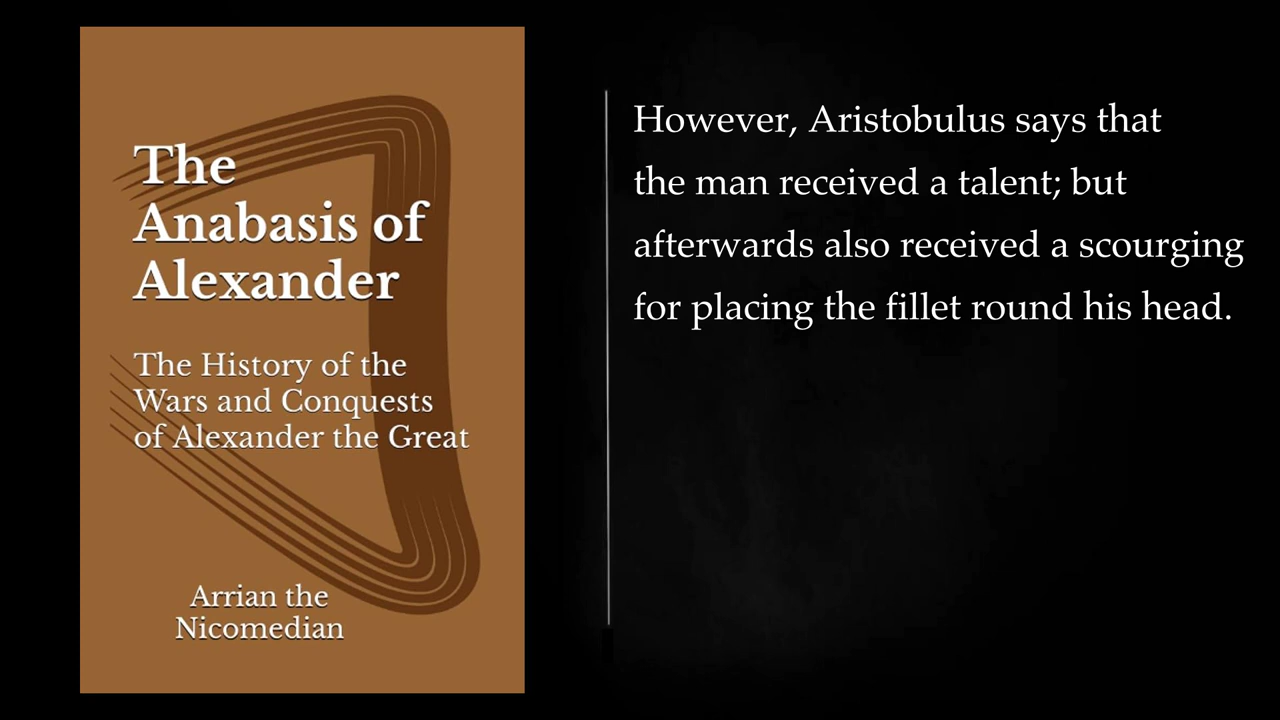 The
Anabasis of
Alexander
The History of the
Wars and Conquests
of Alexander the Great
Arrian the
Nicomedian
However, Aristobulus says that
the man received a talent; but
afterwards also received a scourging
for placing the fillet round his head.